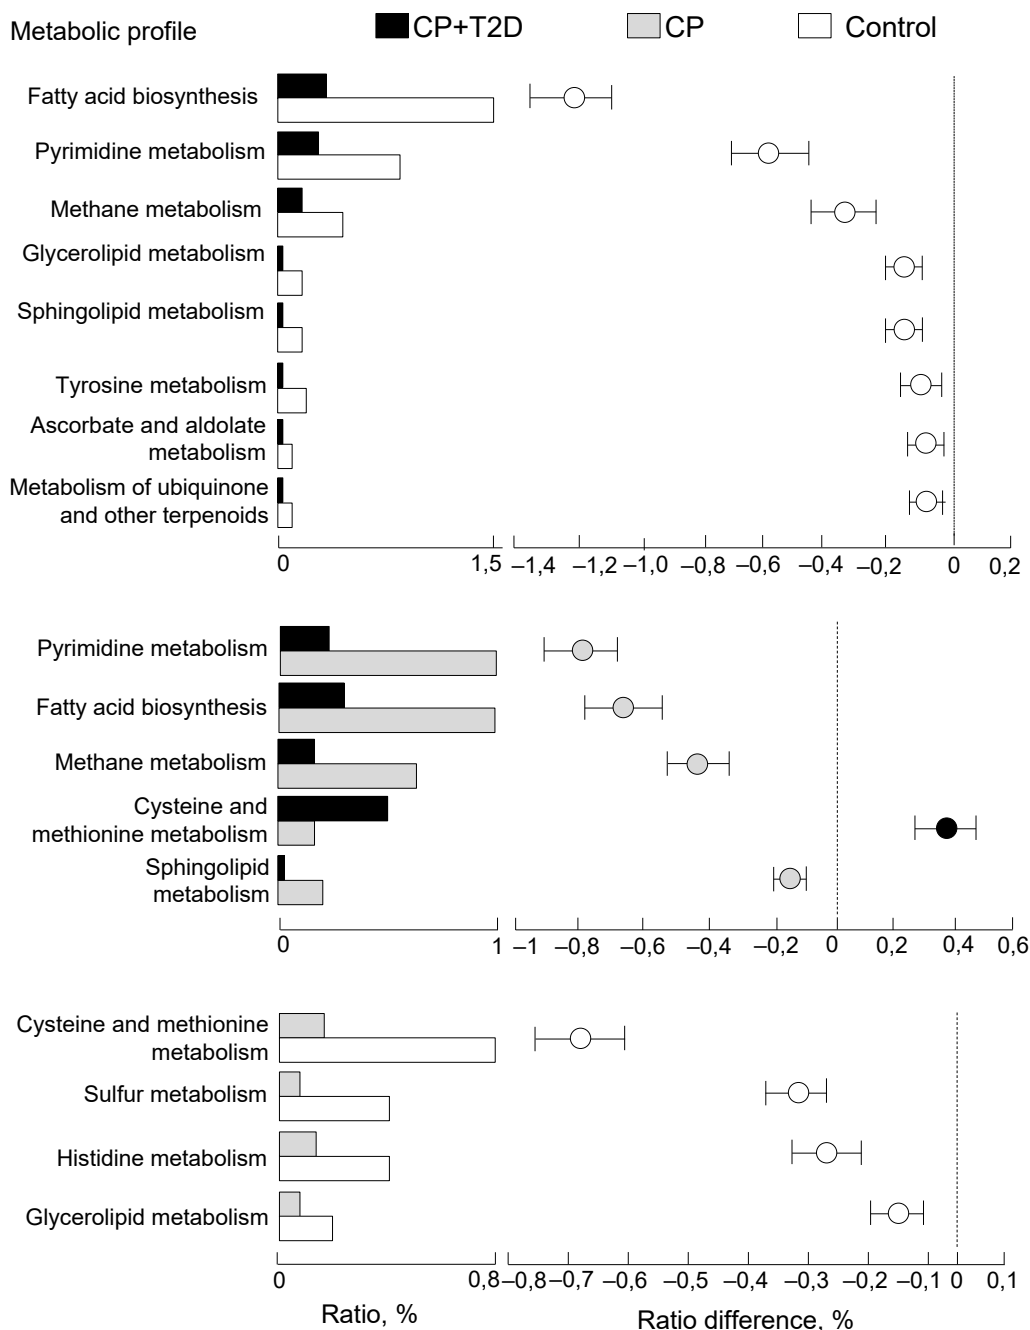 Metabolic profile
CP+T2D CP Control
Fatty acid biosynthesis
Pyrimidine metabolism
Methane metabolism
Glycerolipid metabolism
Sphingolipid metabolism
Tyrosine metabolism
Ascorbate and aldolate
metabolism
Metabolism of ubiquinone
and other terpenoids
0 1,5 –1,4 –1,2 –1,0 –0,8 –0,6 –0,4 –0,2 0 0,2
Pyrimidine metabolism
Fatty acid biosynthesis
Methane metabolism
Cysteine and
methionine metabolism
Sphingolipid
metabolism
0 1 –1 –0,8 –0,6 –0,4 –0,2 0 0,2 0,4 0,6
Cysteine and methionine
metabolism
Sulfur metabolism
Histidine metabolism
Glycerolipid metabolism
0 0,8 –0,8 –0,7 –0,6 –0,5 –0,4 –0,3 –0,2 –0,1 0 0,1
Ratio, % Ratio difference, %